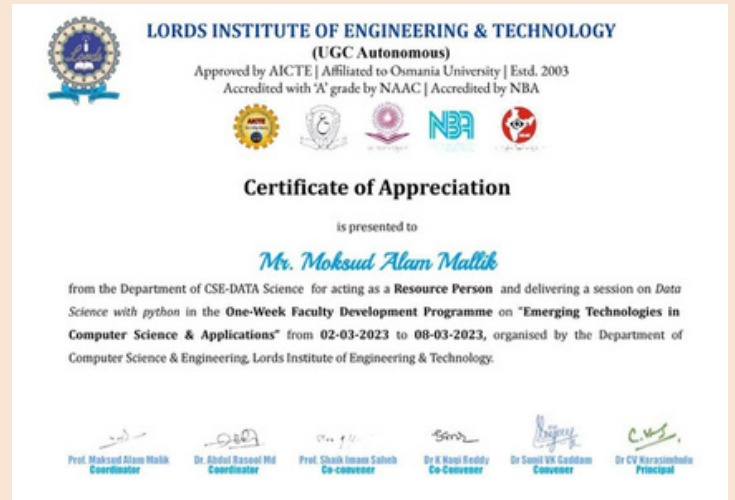 LORDS INSTITUTE OF ENGINEERING & TECHNOLOGY
(UGC Autonomous)
Approved by AICTE | Affiliated to Osmania University | Estd. 2003
Accredited with 'A' grade by NAAC | Accredited by NBA
Lords
AICTE
NBA
Certificate of Appreciation
is presented to
Mr. Moksud Alam Mallik
from the Department of CSE-DATA Science for acting as a Resource Person and delivering a session on Data
Science with python in the One-Week Faculty Development Programme on "Emerging Technologies in
Computer Science & Applications" from 02-03-2023 to 08-03-2023, organised by the Department of
Computer Science & Engineering, Lords Institute of Engineering & Technology.
Prof. Maksud Alam Malik Dr. Abdul Rasool Md Prof. Shaik Imam Saheb Dr K Nagi Reddy Dr Sunil VK Gaddam Dr CV Narasimhulu
Coordinator Coordinator Co-convener Co-Convener Convener Principal